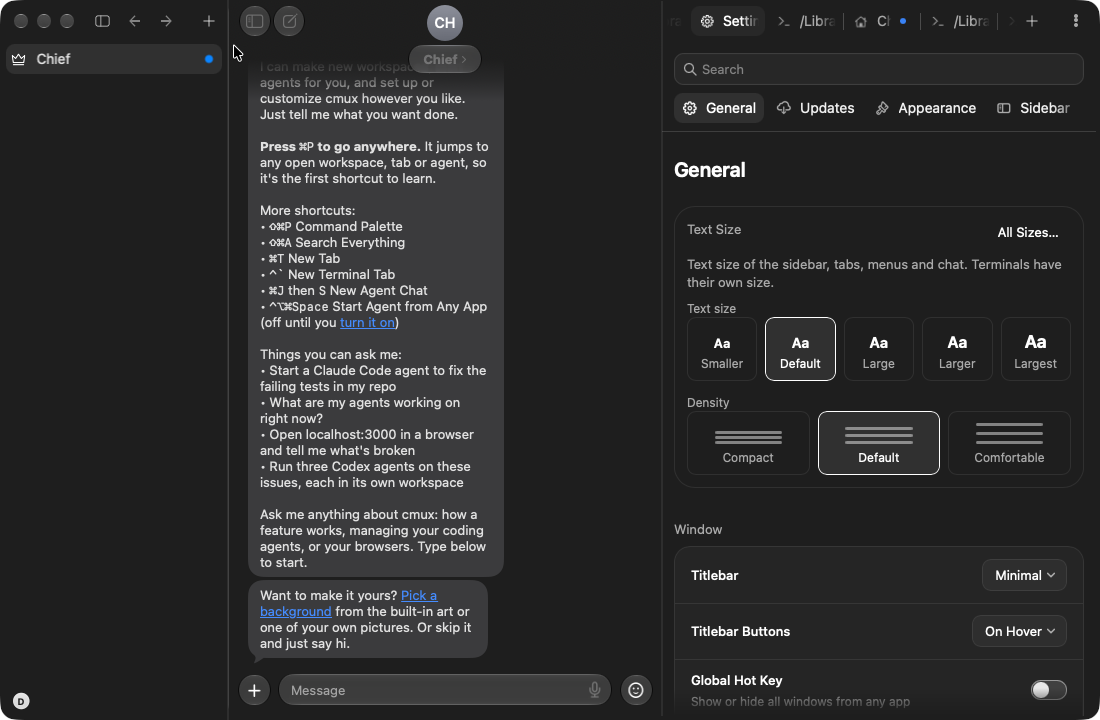 Settin
/Libra
/Libra
Chief
CH
Chief ›
I can make new workspac
agents for you, and set up or
customize cmux however you like.
Just tell me what you want done.
Press ⌘P to go anywhere. It jumps to
any open workspace, tab or agent, so
it's the first shortcut to learn.
More shortcuts:
• ⇧⌘P Command Palette
• ⇧⌘A Search Everything
• ⌘T New Tab
• ^` New Terminal Tab
• ⌘J then S New Agent Chat
• ^⌥⌘Space Start Agent from Any App
(off until you turn it on)
Things you can ask me:
• Start a Claude Code agent to fix the
failing tests in my repo
• What are my agents working on
right now?
• Open localhost:3000 in a browser
and tell me what's broken
• Run three Codex agents on these
issues, each in its own workspace
Ask me anything about cmux: how a
feature works, managing your coding
agents, or your browsers. Type below
to start.
Want to make it yours? Pick a
background from the built-in art or
one of your own pictures. Or skip it
and just say hi.
Message
D
Search
General Updates Appearance Sidebar
General
Text Size
All Sizes...
Text size of the sidebar, tabs, menus and chat. Terminals have
their own size.
Text size
Aa Aa Aa Aa Aa
Smaller Default Large Larger Largest
Density
Compact Default Comfortable
Window
Titlebar Minimal
Titlebar Buttons On Hover
Global Hot Key
Show or hide all windows from any app